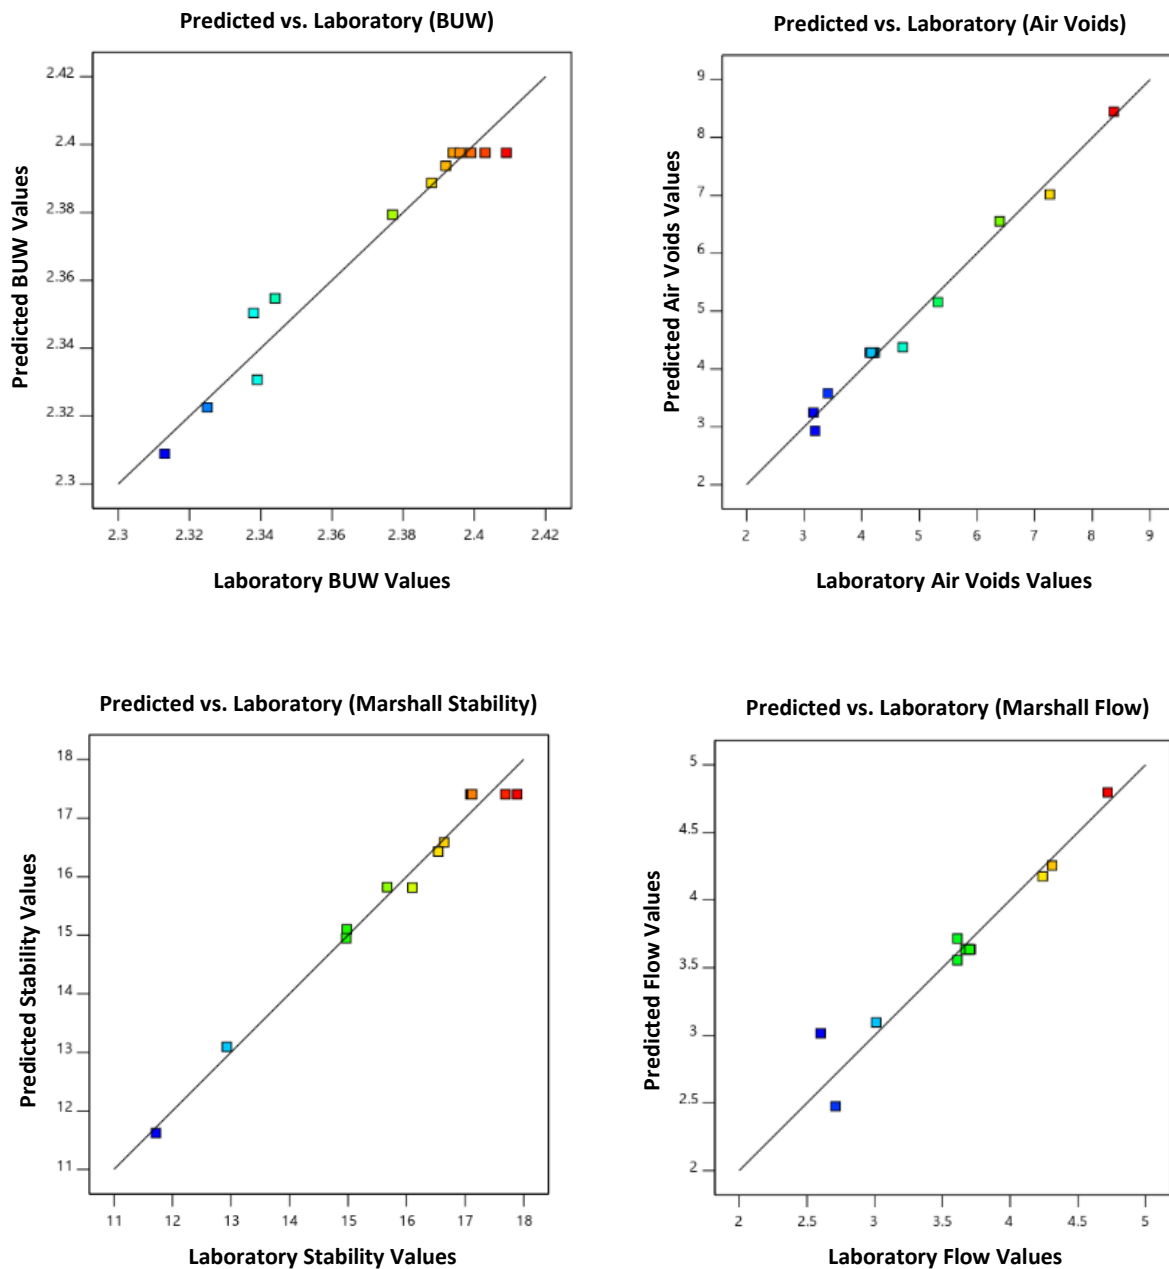 Predicted vs. Laboratory (BUW)
Predicted BUW Values
2.42
2.4
2.38
2.36
2.34
2.32
2.3
2.3 2.32 2.34 2.36 2.38 2.4 2.42
Laboratory BUW Values
Predicted vs. Laboratory (Air Voids)
Predicted Air Voids Values
9
8
7
6
5
4
3
2
2 3 4 5 6 7 8 9
Laboratory Air Voids Values
Predicted vs. Laboratory (Marshall Stability)
Predicted Stability Values
18
17
16
15
14
13
12
11
11 12 13 14 15 16 17 18
Laboratory Stability Values
Predicted vs. Laboratory (Marshall Flow)
Predicted Flow Values
5
4.5
4
3.5
3
2.5
2
2 2.5 3 3.5 4 4.5 5
Laboratory Flow Values